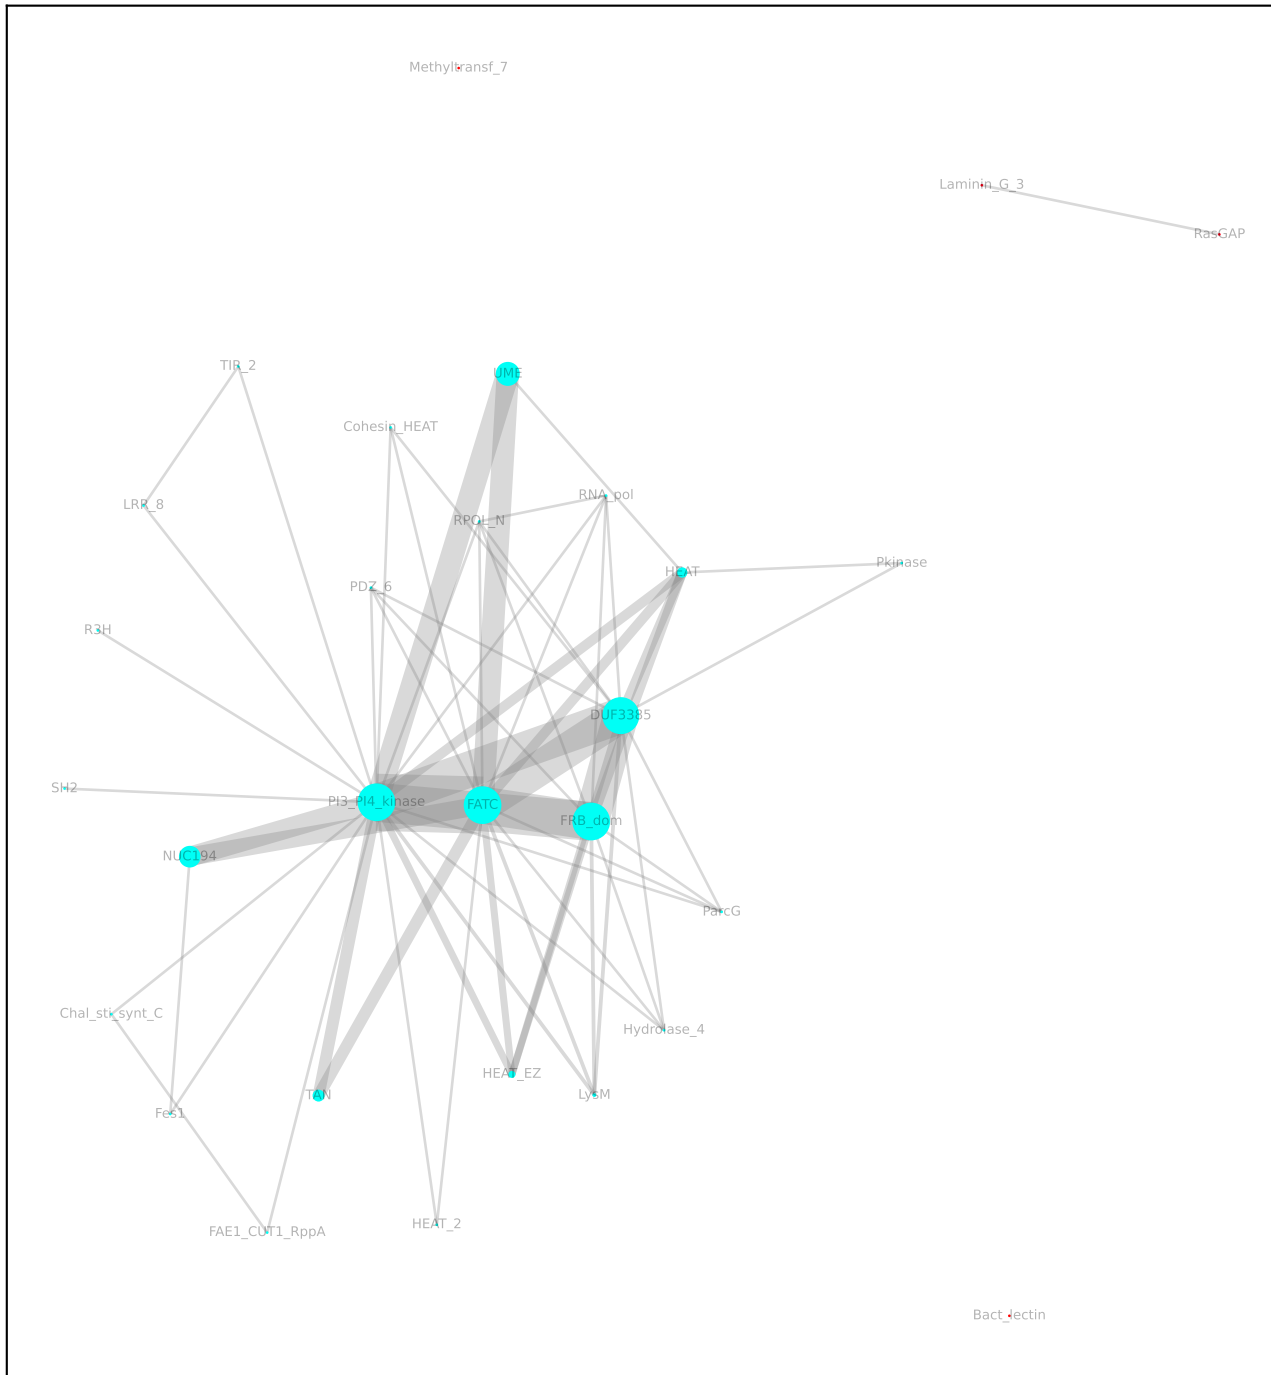 Methyltransf_7
Laminin_G_3
RasGAP
TIR_2
UME
Cohesin_HEAT
RNA_pol
LRR_8
RPOL_N
Pkinase
HEAT
PDZ_6
R3H
DUF3385
SH2
PI3_PI4_kinase
FATC
FRB_dom
NUC194
ParcG
Chal_sti_synt_C
Hydrolase_4
HEAT_EZ
TAN
LysM
Fes1
HEAT_2
FAE1_CUT1_RppA
Bact_lectin